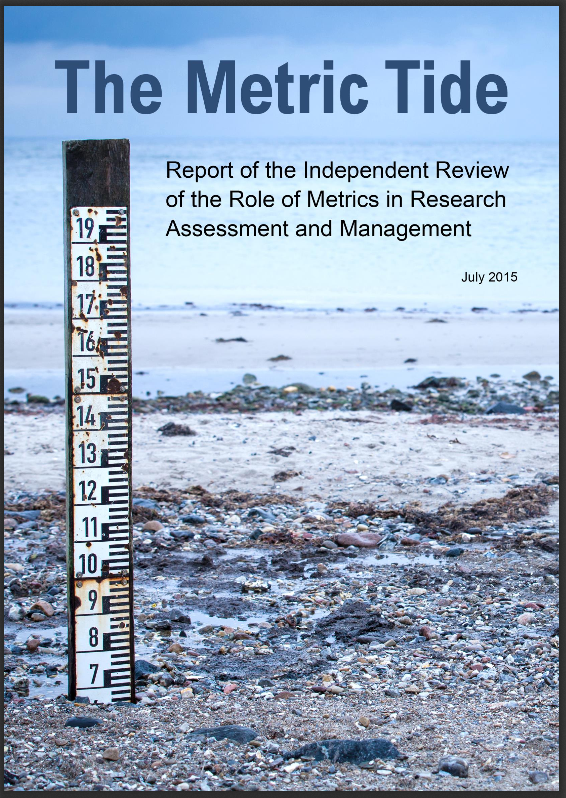 The Metric Tide
Report of the Independent Review
of the Role of Metrics in Research
Assessment and Management
July 2015
19
18
17
16
15
14
13
12
11
10
9
8
7